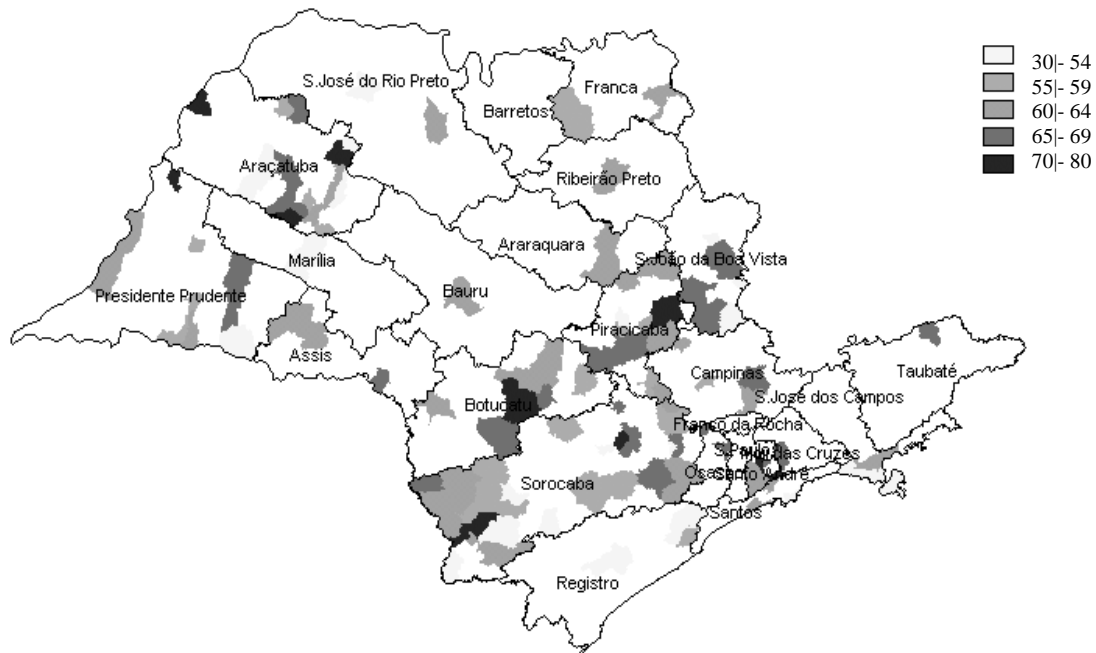 30|- 54
55|- 59
60|- 64
65|- 69
70|- 80
S.José do Rio Preto
Franca
Barretos
Araçatuba
Ribeirão Preto
Araraquara
S.João da Boa Vista
Marília
Bauru
Presidente Prudente
Piracicaba
Assis
Campinas
Taubaté
S.José dos Campos
Botucatu
Franco da Rocha
S.Paulo
Mogi das Cruzes
Osasco
Santo André
Sorocaba
Santos
Registro